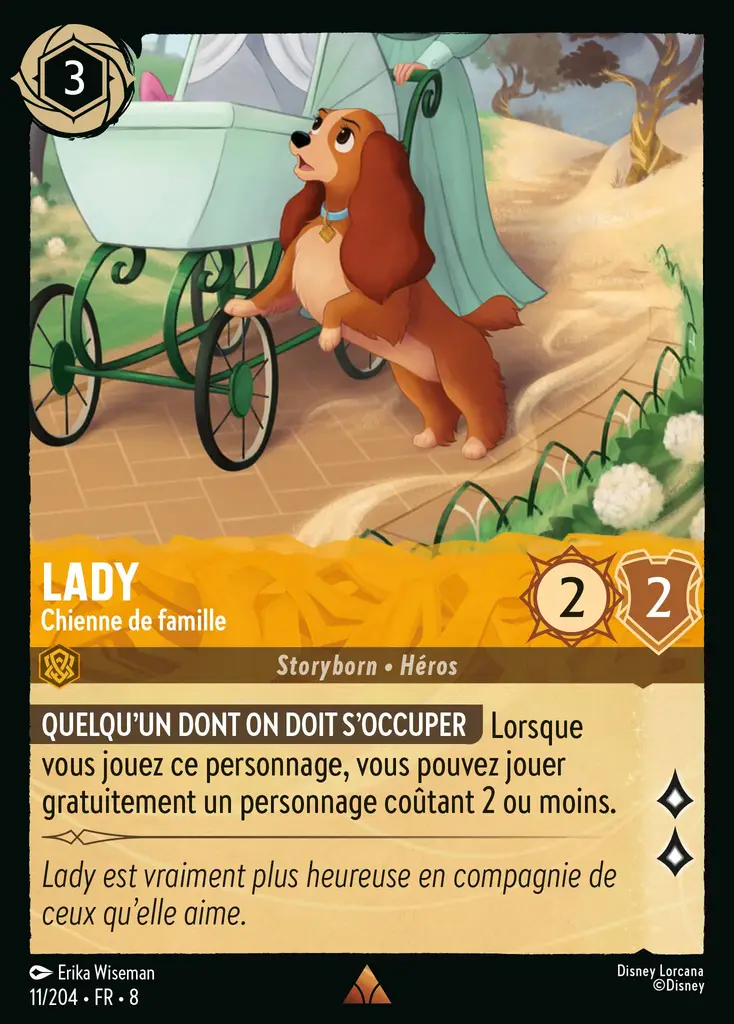 3
LADY
Chienne de famille
2
2
Storyborn • Héros
QUELQU'UN DONT ON DOIT S'OCCUPER Lorsque
vous jouez ce personnage, vous pouvez jouer
gratuitement un personnage coûtant 2 ou moins.
Lady est vraiment plus heureuse en compagnie de
ceux qu'elle aime.
Erika Wiseman
11/204 • FR • 8
Disney Lorcana
©Disney